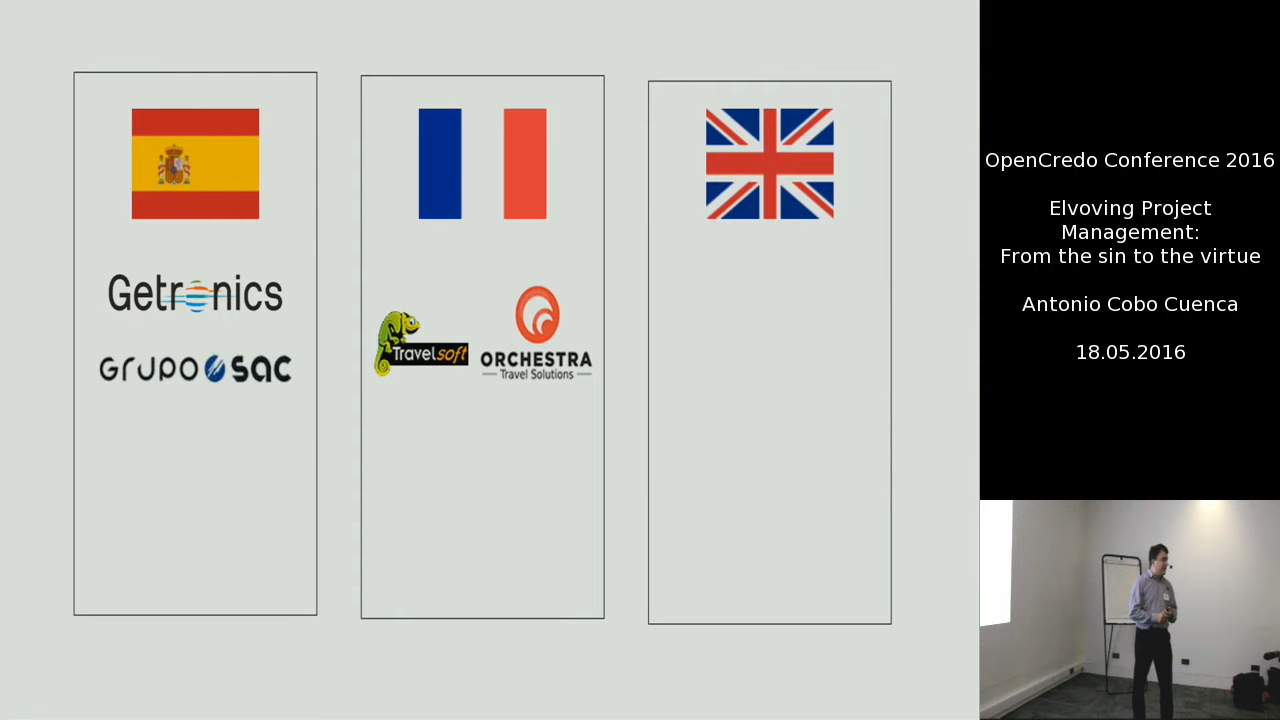 Getronics
GRUPO SAC
Travelsoft
ORCHESTRA
Travel Solutions
OpenCredo Conference 2016
Elvoving Project
Management:
From the sin to the virtue
Antonio Cobo Cuenca
18.05.2016